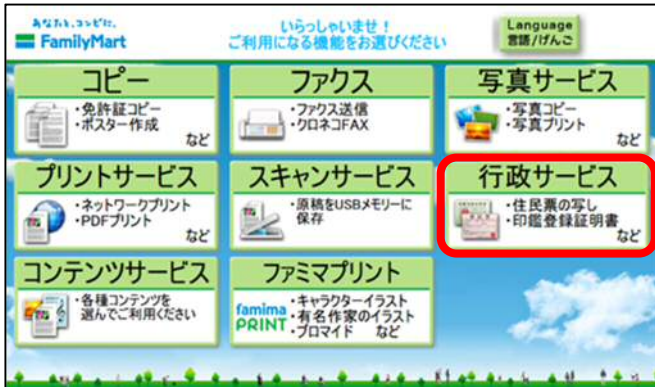 あなたと、コンビに、
FamilyMart
いらっしゃいませ！
ご利用になる機能をお選びください
Language
言語/げんご
コピー
・免許証コピー
・ポスター作成
など
ファクス
・ファクス送信
・クロネコFAX
写真サービス
・写真コピー
・写真プリント
など
プリントサービス
・ネットワークプリント
・PDFプリント
など
スキャンサービス
・原稿をUSBメモリーに
保存
行政サービス
・住民票の写し
・印鑑登録証明書
など
コンテンツサービス
・各種コンテンツを
選んでご利用ください
ファミマプリント
famima
PRINT
・キャラクターイラスト
・有名作家のイラスト
・ブロマイド など